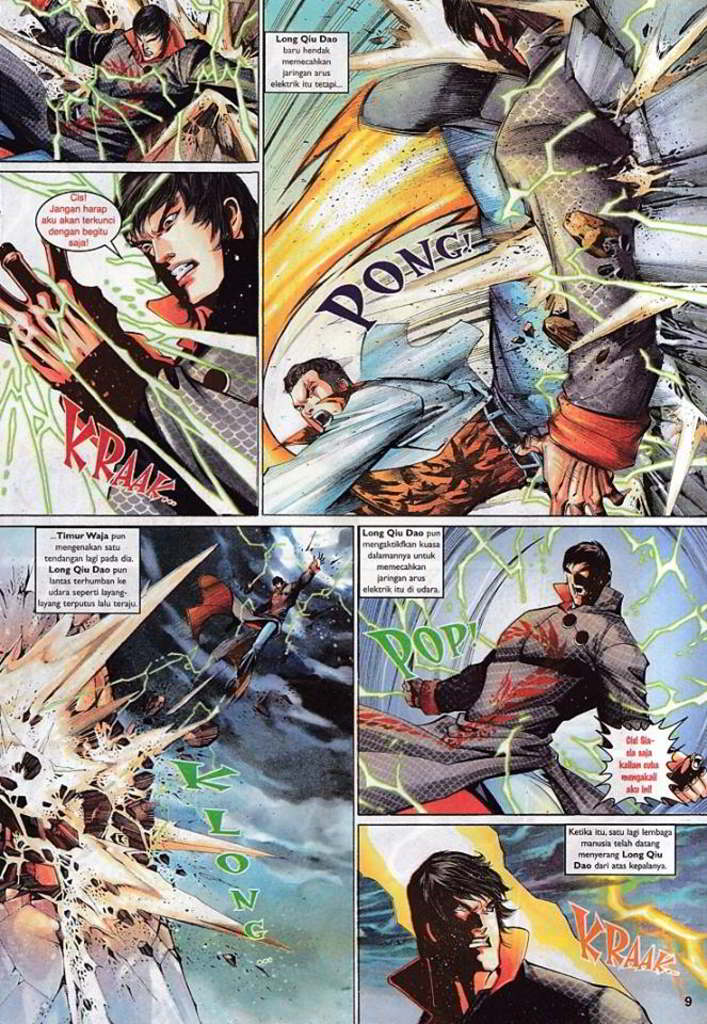 Long Qiu Dao
baru hendak
memecahkan
jaringan arus
elektrik itu tetapi...
Cis!
Jangan harap
aku akan terkunci
dengan begitu
saja!
KRAAK...
PONG!
...Timur Waja pun
mengenakan satu
tendangan lagi pada dia.
Long Qiu Dao pun
lantas terhumban ke
udara seperti layang-
layang terputus lalu teraju.
KLONG...
Long Qiu Dao pun
mengaktikfkan kuasa
dalamannya untuk
memecahkan jaringan
arus
elektrik itu di udara.
POP!
Cis! Sia-
sia saja
kalian cuba
mengakali
aku ini!
Ketika itu, satu lagi lembaga
manusia telah datang
menyerang Long Qiu
Dao dari atas kepalanya.
KRAAK...
9